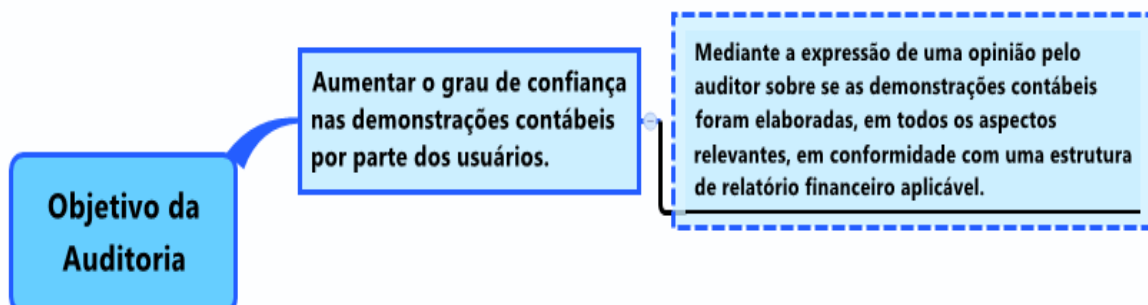 Objetivo da
Auditoria
Aumentar o grau de confiança
nas demonstrações contábeis
por parte dos usuários.
Mediante a expressão de uma opinião pelo
auditor sobre se as demonstrações contábeis
foram elaboradas, em todos os aspectos
relevantes, em conformidade com uma estrutura
de relatório financeiro aplicável.